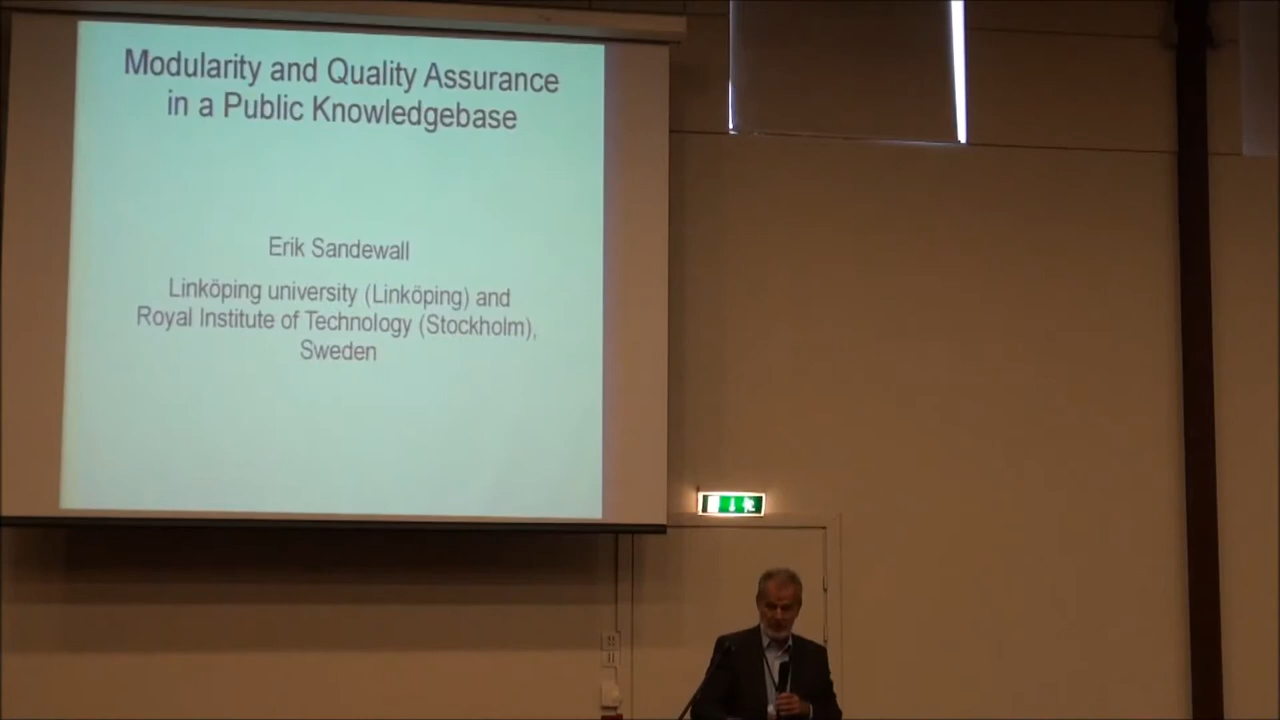 Modularity and Quality Assurance
in a Public Knowledgebase
Erik Sandewall
Linköping university (Linköping) and
Royal Institute of Technology (Stockholm),
Sweden